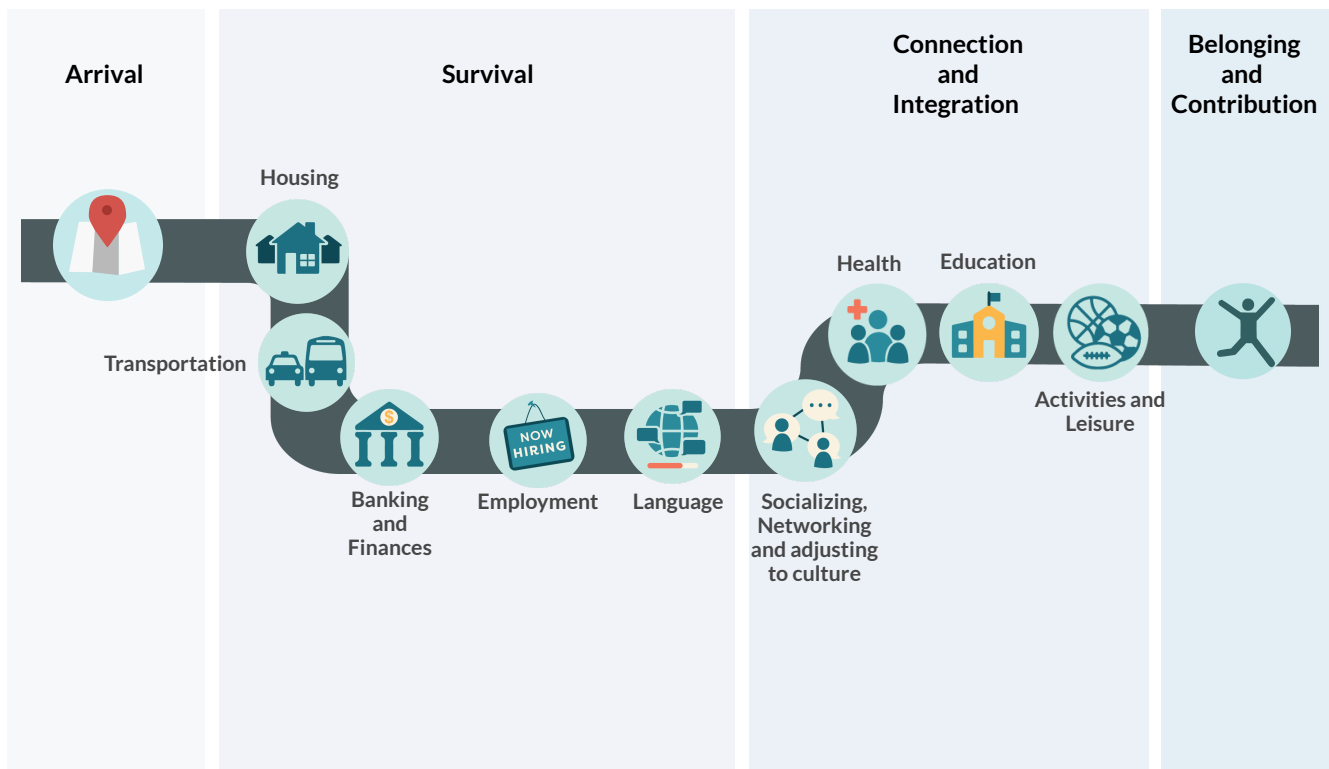 Arrival
Survival
Connection
and
Integration
Belonging
and
Contribution
Housing
Transportation
$
Banking
and
Finances
NOW
HIRING
Employment
Language
Socializing,
Networking
and adjusting
to culture
Health
Education
Activities and
Leisure